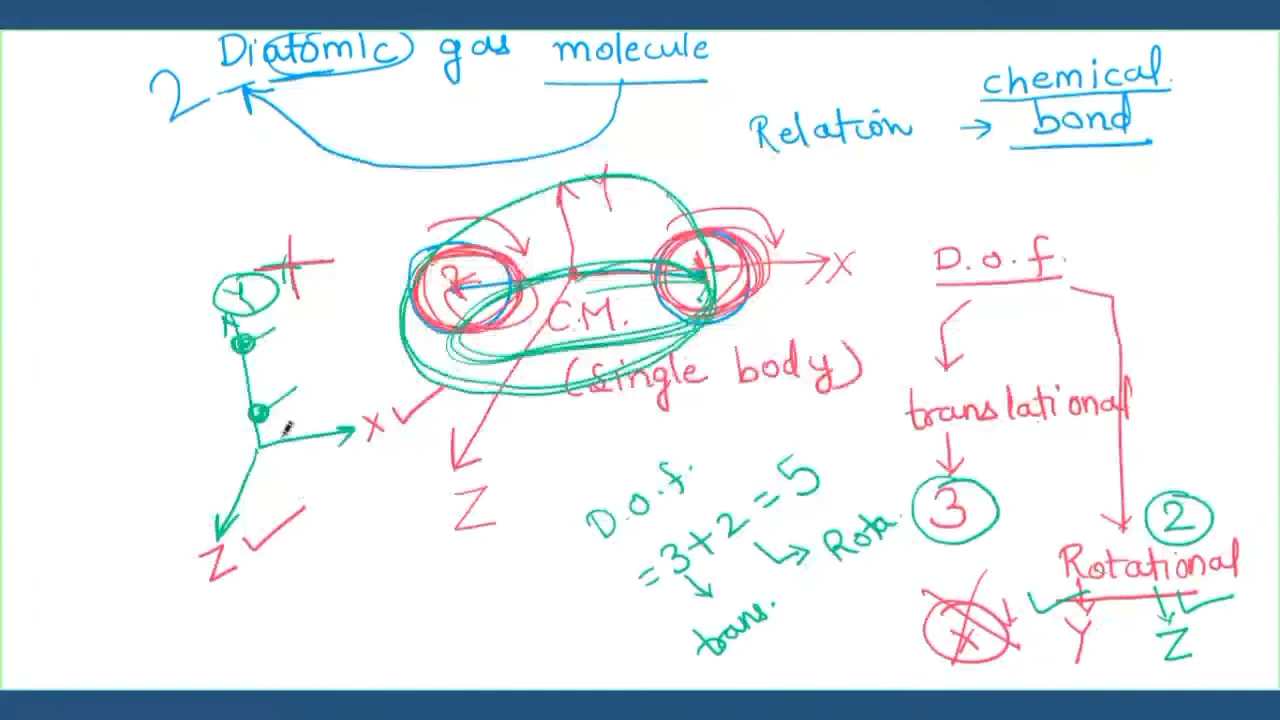 Diatomic gas molecule
2
chemical
Relation → bond
Y
X
C.M.
(single body)
Z
Y
A
X
Z
D.o.f.
translational
3
2
Rotational
X
Y
Z
D.o.f.
= 3+2 = 5
Rota.
trans.